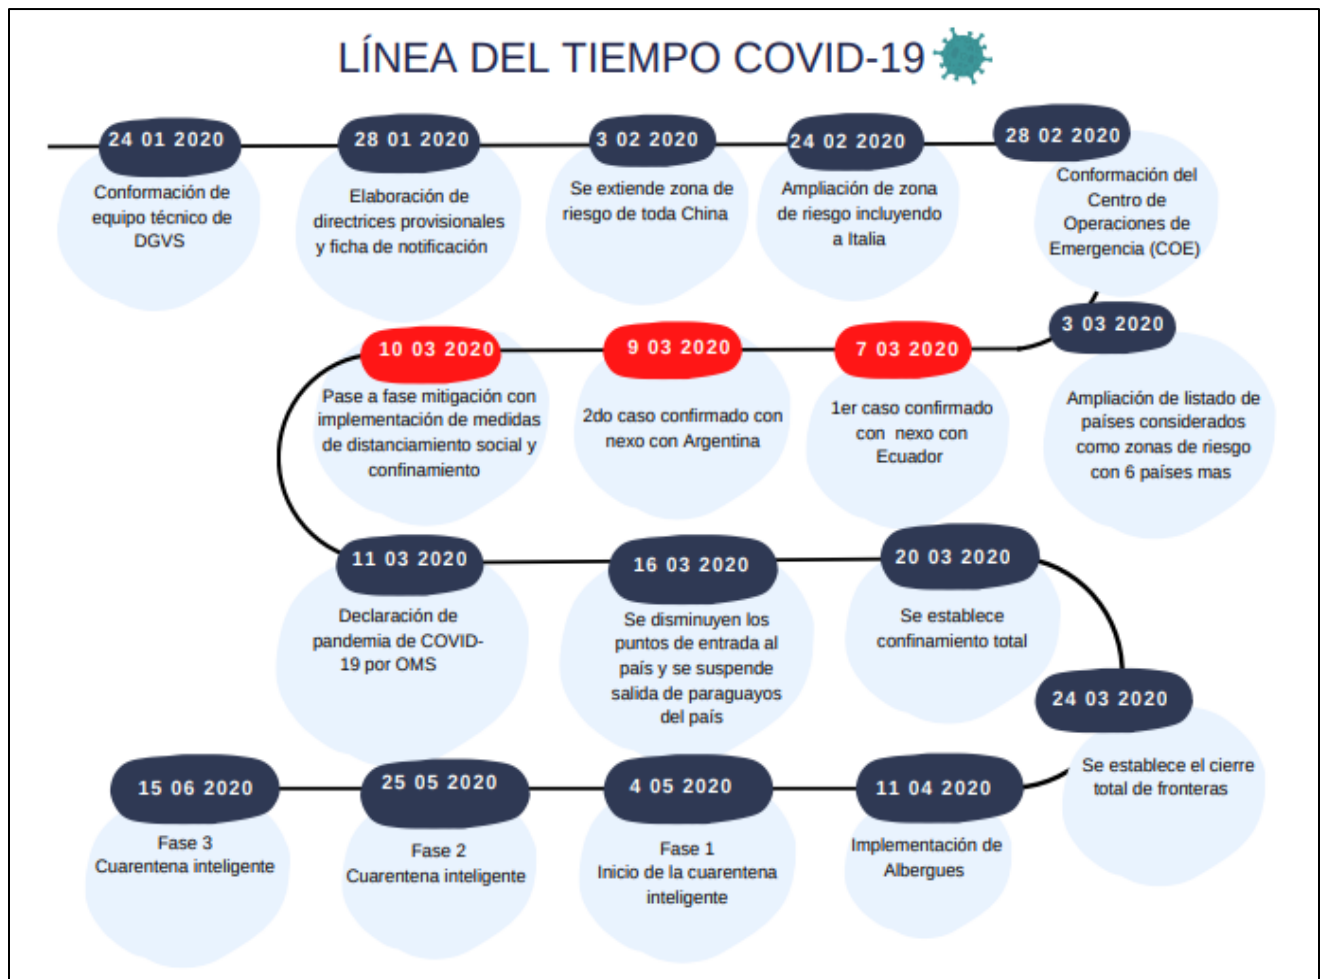 LÍNEA DEL TIEMPO COVID-19
24 01 2020
Conformación de
equipo técnico de
DGVS
28 01 2020
Elaboración de
directrices provisionales
y ficha de notificación
3 02 2020
Se extiende zona de
riesgo de toda China
24 02 2020
Ampliación de zona
de riesgo incluyendo
a Italia
28 02 2020
Conformación del
Centro de
Operaciones de
Emergencia (COE)
3 03 2020
Ampliación de listado de
países considerados
como zonas de riesgo
con 6 países mas
7 03 2020
1er caso confirmado
con nexo con
Ecuador
9 03 2020
2do caso confirmado con
nexo con Argentina
10 03 2020
Pase a fase mitigación con
implementación de medidas
de distanciamiento social y
confinamiento
11 03 2020
Declaración de
pandemia de COVID-
19 por OMS
16 03 2020
Se disminuyen los
puntos de entrada al
país y se suspende
salida de paraguayos
del país
20 03 2020
Se establece
confinamiento total
24 03 2020
Se establece el cierre
total de fronteras
11 04 2020
Implementación de
Albergues
4 05 2020
Fase 1
Inicio de la cuarentena
inteligente
25 05 2020
Fase 2
Cuarentena inteligente
15 06 2020
Fase 3
Cuarentena inteligente